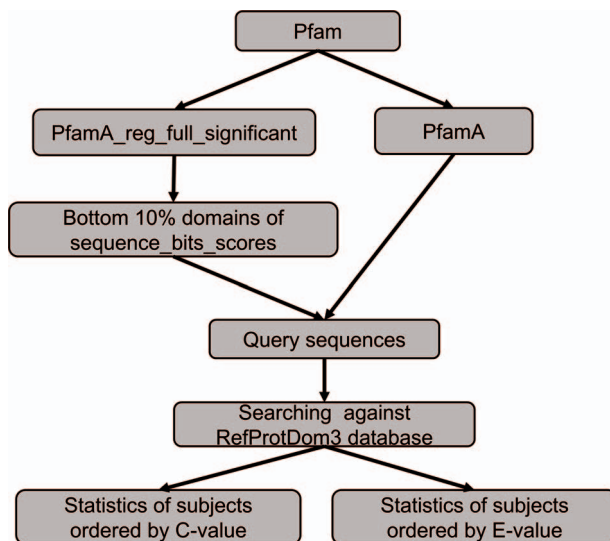 Pfam
PfamA_reg_full_significant
PfamA
Bottom 10% domains of
sequence_bits_scores
Query sequences
Searching against
RefProtDom3 database
Statistics of subjects
ordered by C-value
Statistics of subjects
ordered by E-value